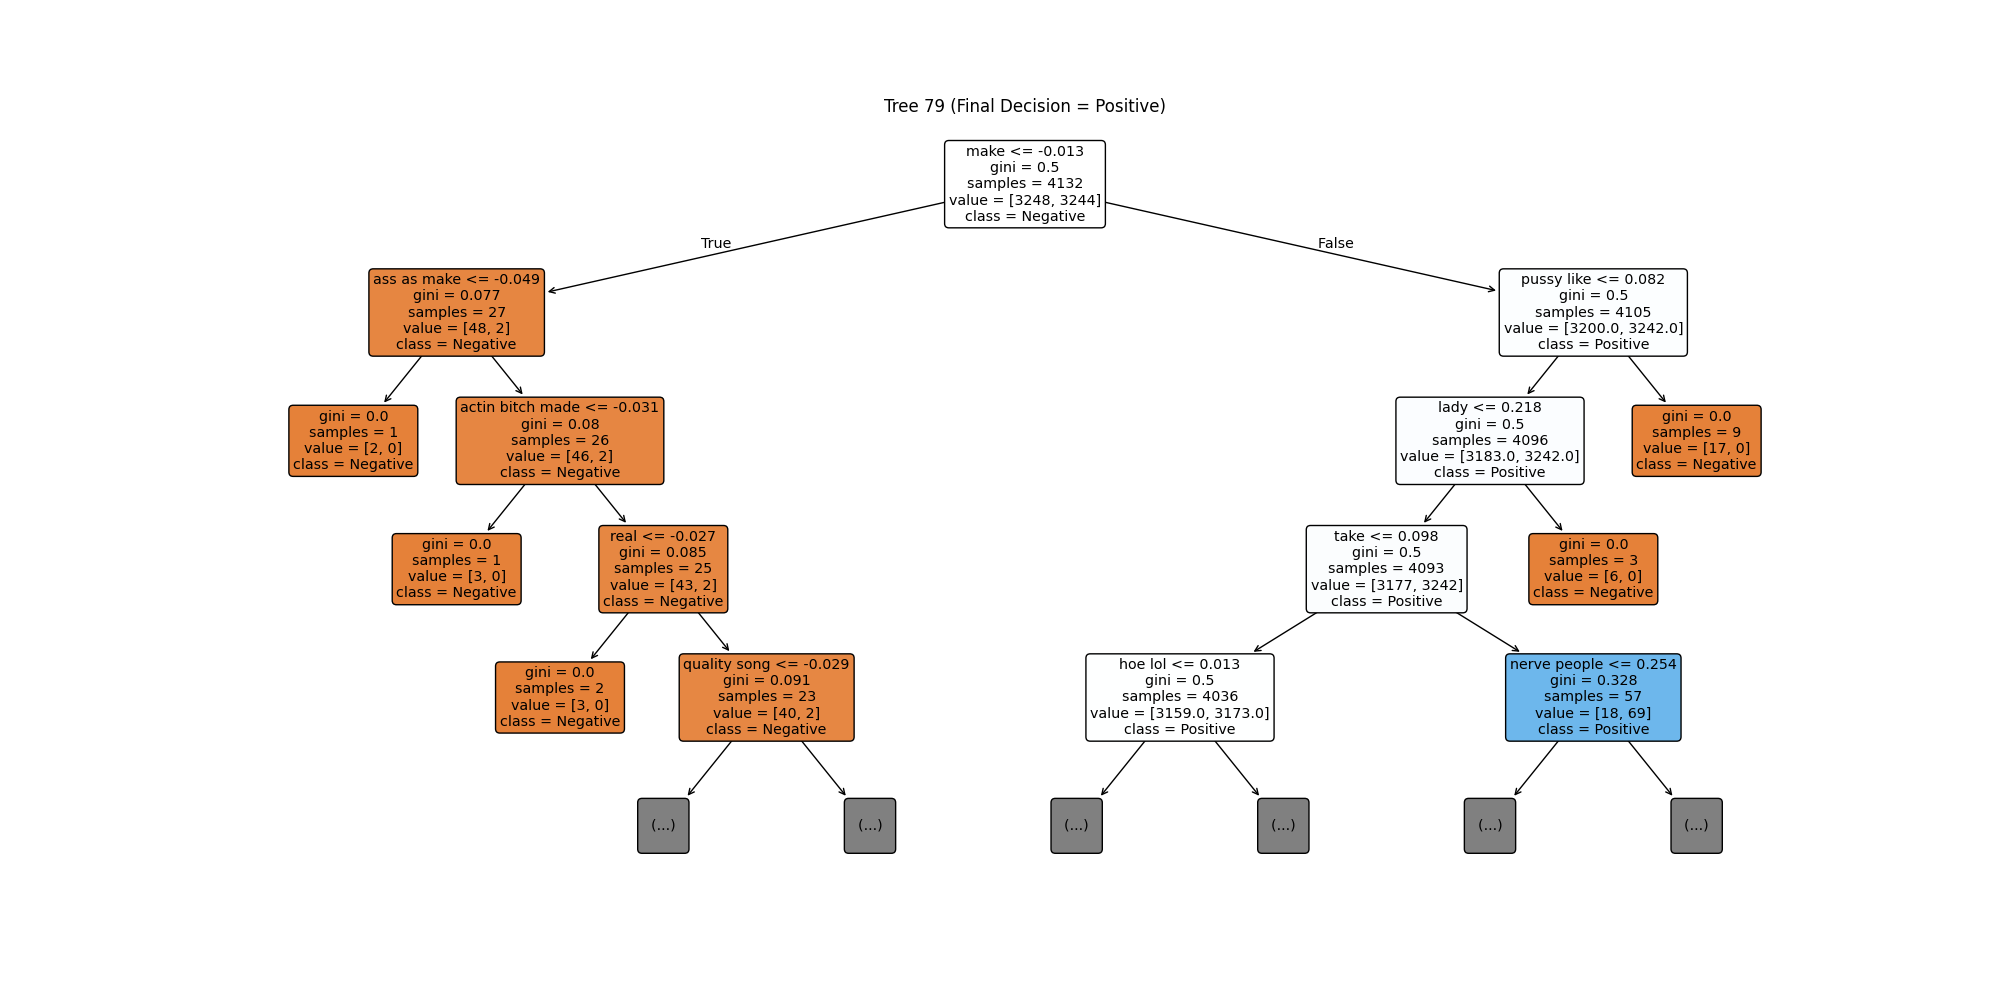 Tree 79 (Final Decision = Positive)
make <= -0.013
gini = 0.5
samples = 4132
value = [3248, 3244]
class = Negative
True
False
ass as make <= -0.049
gini = 0.077
samples = 27
value = [48, 2]
class = Negative
pussy like <= 0.082
gini = 0.5
samples = 4105
value = [3200.0, 3242.0]
class = Positive
gini = 0.0
samples = 1
value = [2, 0]
class = Negative
actin bitch made <= -0.031
gini = 0.08
samples = 26
value = [46, 2]
class = Negative
lady <= 0.218
gini = 0.5
samples = 4096
value = [3183.0, 3242.0]
class = Positive
gini = 0.0
samples = 9
value = [17, 0]
class = Negative
gini = 0.0
samples = 1
value = [3, 0]
class = Negative
real <= -0.027
gini = 0.085
samples = 25
value = [43, 2]
class = Negative
take <= 0.098
gini = 0.5
samples = 4093
value = [3177, 3242]
class = Positive
gini = 0.0
samples = 3
value = [6, 0]
class = Negative
gini = 0.0
samples = 2
value = [3, 0]
class = Negative
quality song <= -0.029
gini = 0.091
samples = 23
value = [40, 2]
class = Negative
hoe lol <= 0.013
gini = 0.5
samples = 4036
value = [3159.0, 3173.0]
class = Positive
nerve people <= 0.254
gini = 0.328
samples = 57
value = [18, 69]
class = Positive
(...)
(...)
(...)
(...)
(...)
(...)